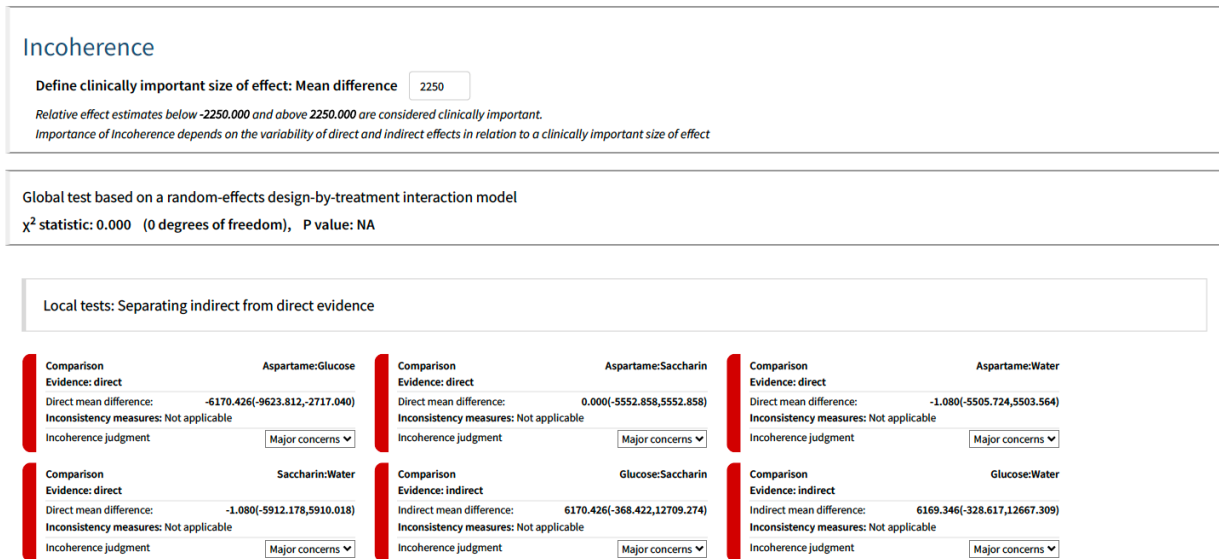 Incoherence
Define clinically important size of effect: Mean difference 2250
Relative effect estimates below -2250.000 and above 2250.000 are considered clinically important.
Importance of Incoherence depends on the variability of direct and indirect effects in relation to a clinically important size of effect
Global test based on a random-effects design-by-treatment interaction model
χ² statistic: 0.000 (0 degrees of freedom), P value: NA
Local tests: Separating indirect from direct evidence
Comparison Aspartame:Glucose
Evidence: direct
Direct mean difference: -6170.426(-9623.812,-2717.040)
Inconsistency measures: Not applicable
Incoherence judgment Major concerns
Comparison Aspartame:Saccharin
Evidence: direct
Direct mean difference: 0.000(-5552.858,5552.858)
Inconsistency measures: Not applicable
Incoherence judgment Major concerns
Comparison Aspartame:Water
Evidence: direct
Direct mean difference: -1.080(-5505.724,5503.564)
Inconsistency measures: Not applicable
Incoherence judgment Major concerns
Comparison Saccharin:Water
Evidence: direct
Direct mean difference: -1.080(-5912.178,5910.018)
Inconsistency measures: Not applicable
Incoherence judgment Major concerns
Comparison Glucose:Saccharin
Evidence: indirect
Indirect mean difference: 6170.426(-368.422,12709.274)
Inconsistency measures: Not applicable
Incoherence judgment Major concerns
Comparison Glucose:Water
Evidence: indirect
Indirect mean difference: 6169.346(-328.617,12667.309)
Inconsistency measures: Not applicable
Incoherence judgment Major concerns